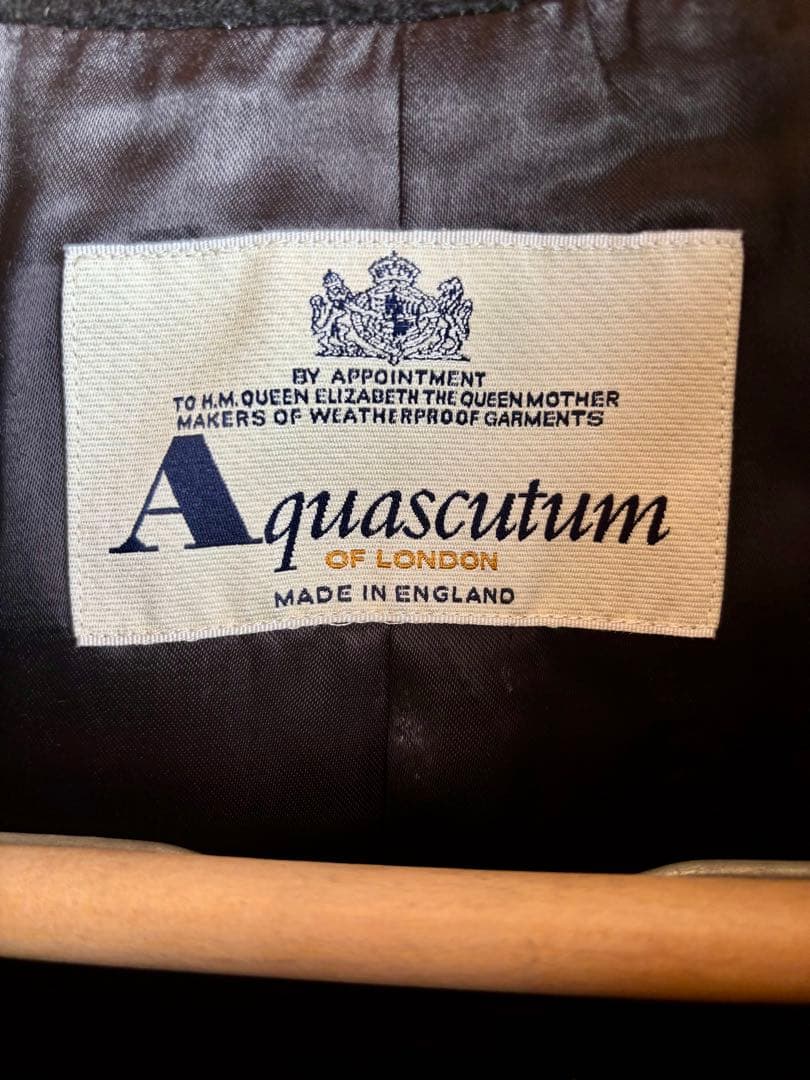 BY APPOINTMENT
TO H.M. QUEEN ELIZABETH THE QUEEN MOTHER
MAKERS OF WEATHERPROOF GARMENTS
Aquascutum
OF LONDON
MADE IN ENGLAND